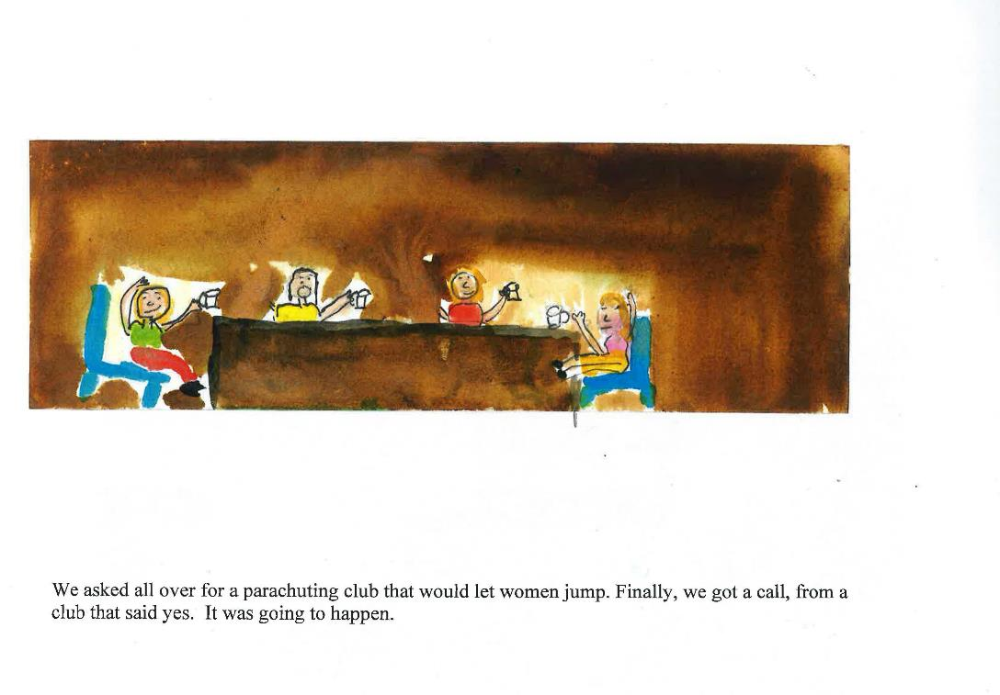 We asked all over for a parachuting club that would let women jump. Finally, we got a call, from a
club that said yes.  It was going to happen.